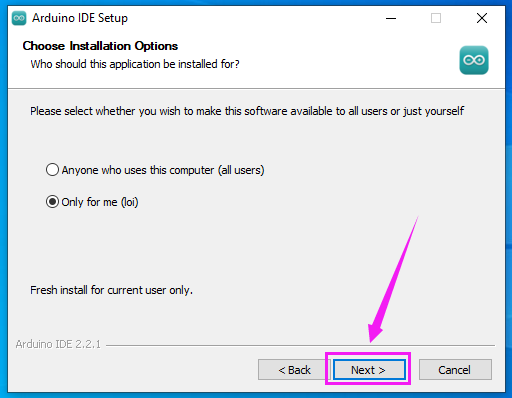 Arduino IDE Setup
Choose Installation Options
Who should this application be installed for?
Please select whether you wish to make this software available to all users or just yourself
Anyone who uses this computer (all users)
Only for me (loi)
Fresh install for current user only.
Arduino IDE 2.2.1
< Back
Next >
Cancel